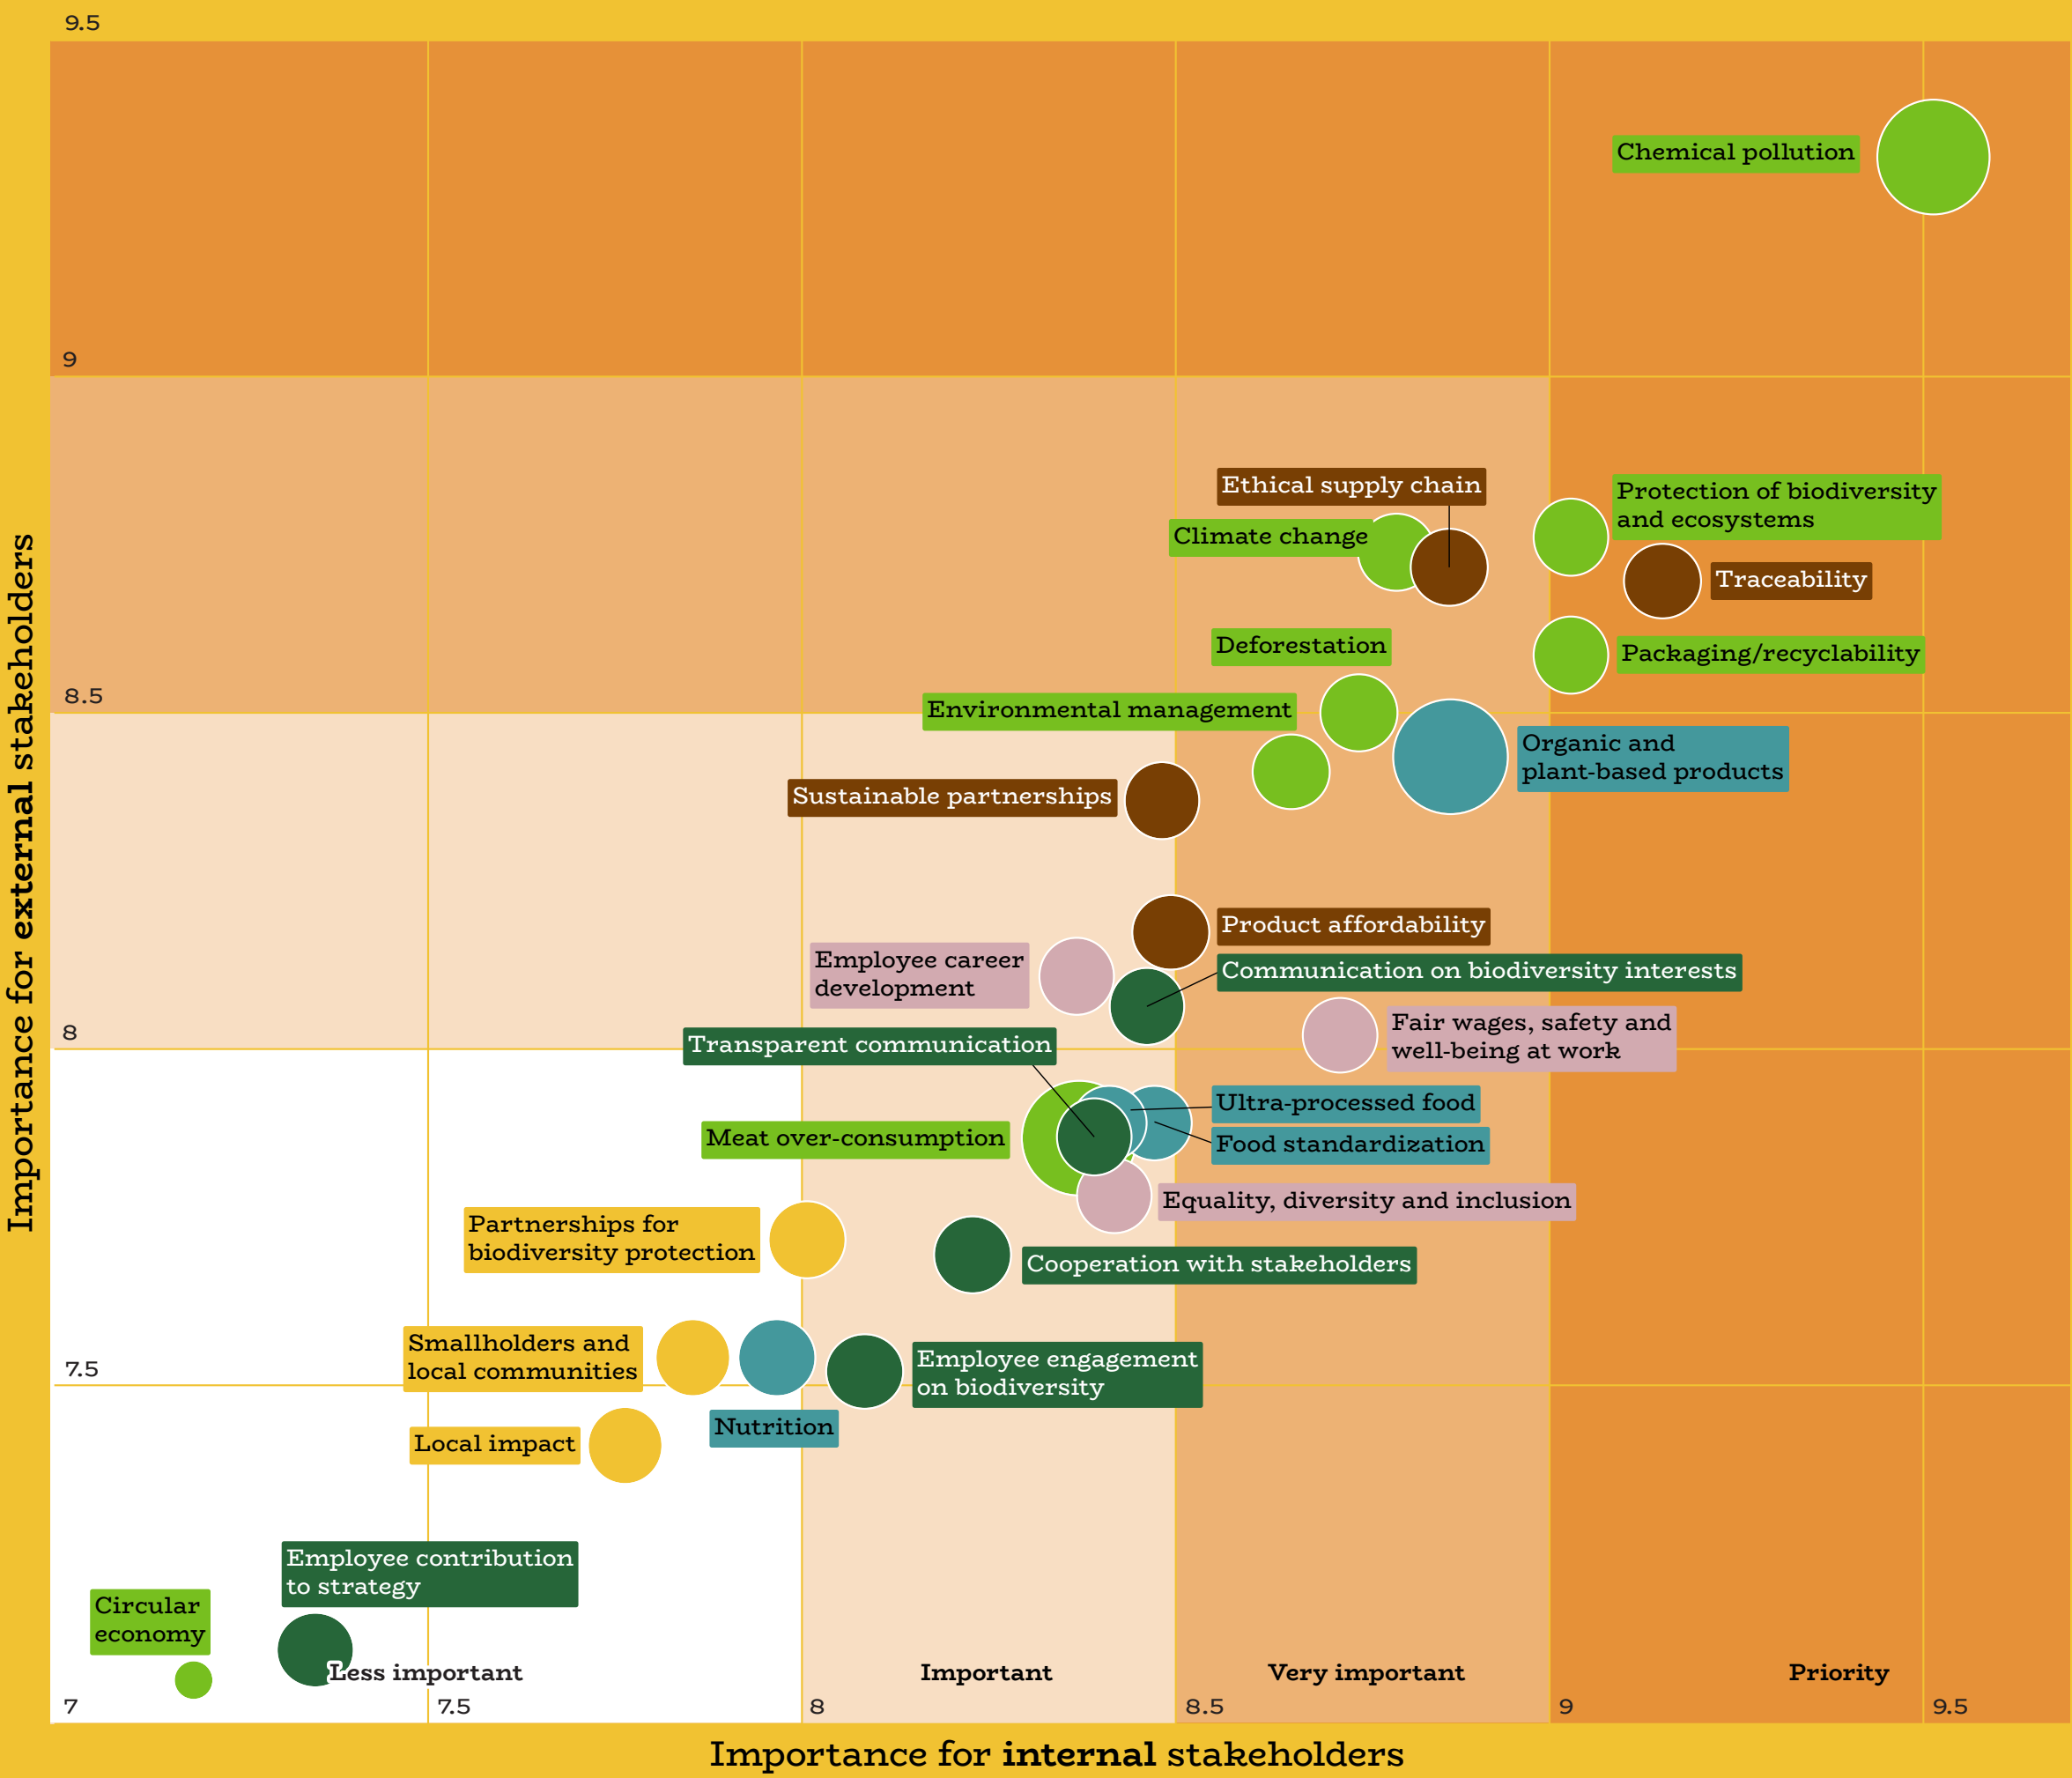 9.5
Chemical pollution
9
Ethical supply chain
Protection of biodiversity
and ecosystems
Climate change
Traceability
Deforestation
Packaging/recyclability
8.5
Environmental management
Organic and
plant-based products
Sustainable partnerships
Product affordability
Employee career
development
Communication on biodiversity interests
Fair wages, safety and
well-being at work
8
Transparent communication
Ultra-processed food
Meat over-consumption
Food standardization
Equality, diversity and inclusion
Partnerships for
biodiversity protection
Cooperation with stakeholders
Smallholders and
local communities
Employee engagement
on biodiversity
7.5
Nutrition
Local impact
Employee contribution
to strategy
Circular
economy
Less important
Important
Very important
Priority
7
7.5
8
8.5
9
9.5
Importance for internal stakeholders
Importance for external stakeholders